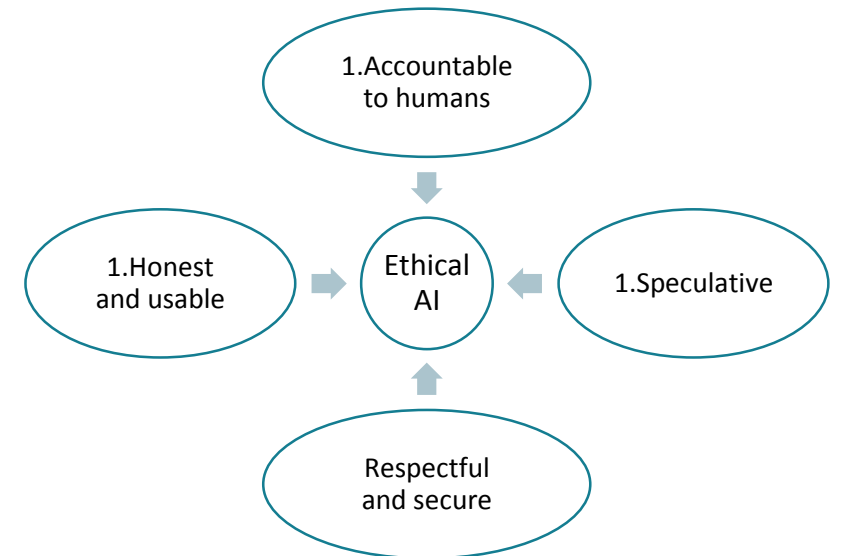 1.Accountable
to humans
1.Honest
and usable
Ethical
AI
1.Speculative
Respectful
and secure